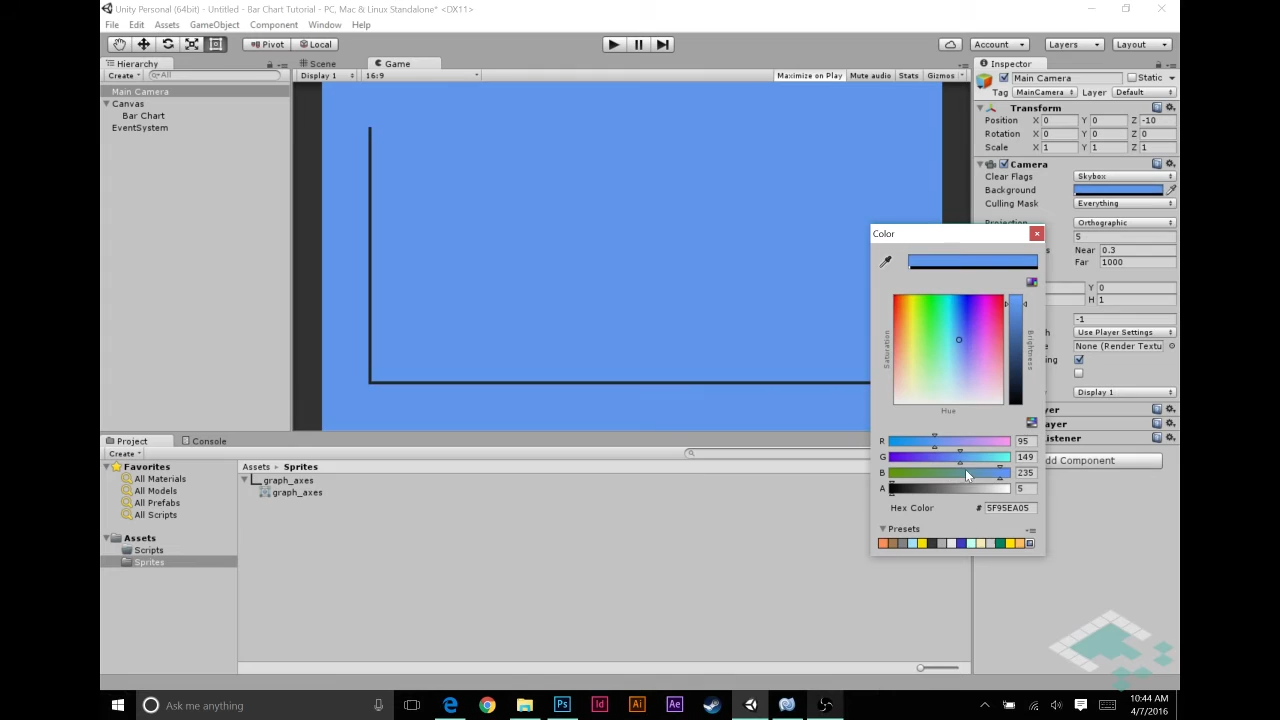 Unity Personal (64bit) - Untitled - Bar Chart Tutorial - PC, Mac & Linux Standalone* <DX11>
File Edit Assets GameObject Component Window Help
Pivot Local Account Layers Layout
Hierarchy Scene Game Inspector
Create All Display 1 16:9 Maximize on Play Mute audio Stats Gizmos Main Camera Static
Main Camera Tag MainCamera Layer Default
Canvas Transform
Bar Chart Position X 0 Y 0 Z -10
EventSystem Rotation X 0 Y 0 Z 0
Scale X 1 Y 1 Z 1
Camera
Clear Flags Skybox
Background
Culling Mask Everything
Projection Orthographic
Color 5
Near 0.3
Far 1000
Y 0
H 1
-1
Use Player Settings
None (Render Textu
Saturation Brightness
Display 1
Hue
Project Console R 95
Create G 149
Favorites Assets Sprites B 235 Add Component
All Materials graph_axes A 5
All Models graph_axes
All Prefabs Hex Color # 5F95EA05
All Scripts
Presets
Assets
Scripts
Sprites
Ask me anything
10:44 AM
4/7/2016